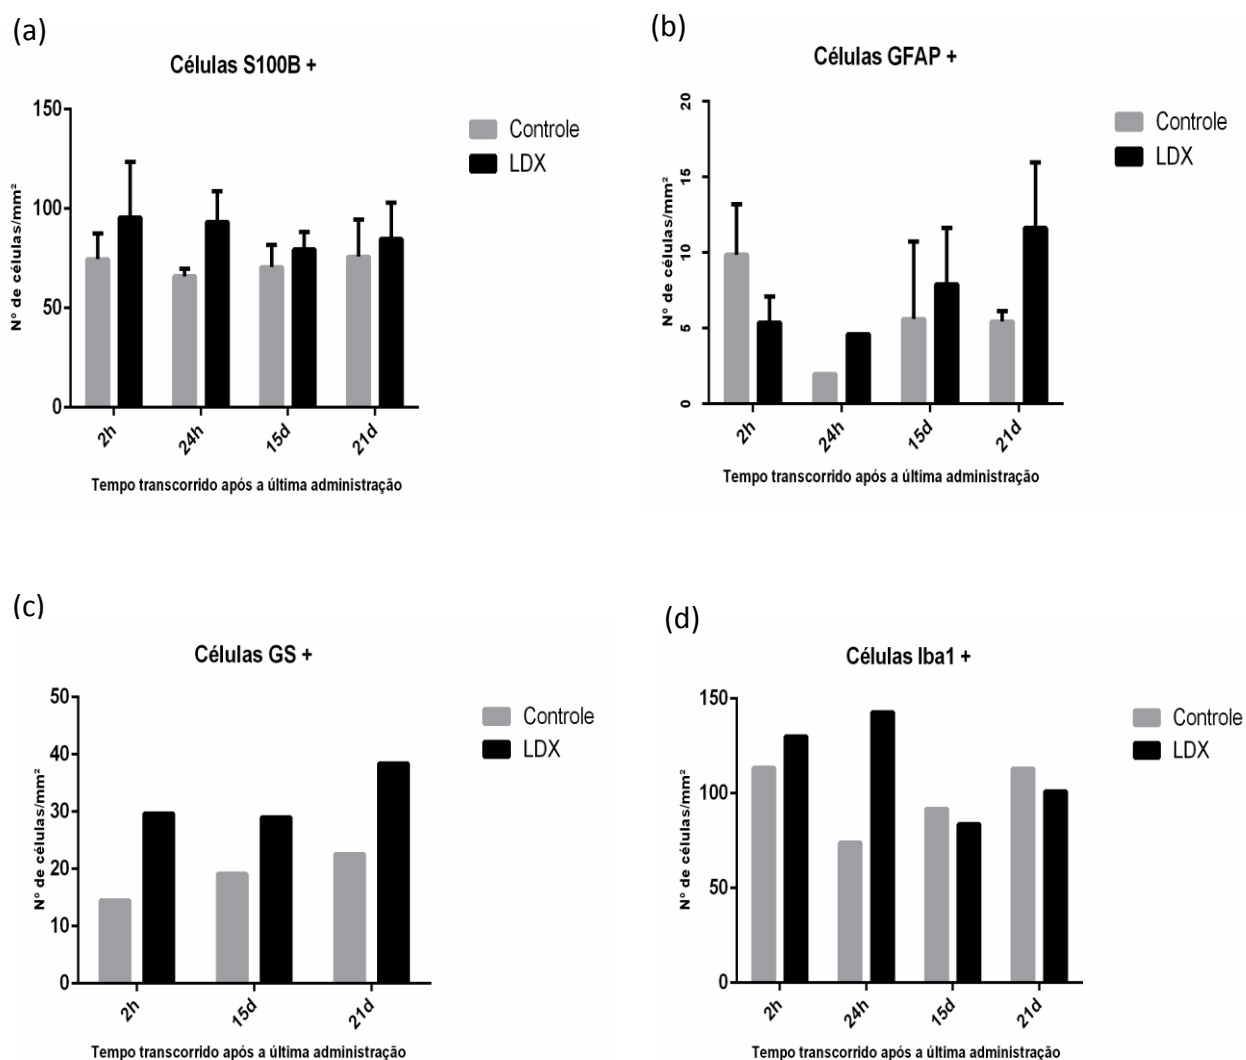 (a)
Células S100B +
150
100
50
0
Nº de células/mm²
2h
24h
15d
21d
Tempo transcorrido após a última administração
Controle
LDX
(b)
Células GFAP +
20
15
10
5
0
Nº de células/mm²
2h
24h
15d
21d
Tempo transcorrido após a última administração
Controle
LDX
(c)
Células GS +
50
40
30
20
10
0
Nº de células/mm²
2h
15d
21d
Tempo transcorrido após a última administração
Controle
LDX
(d)
Células Iba1 +
150
100
50
0
Nº de células/mm²
2h
24h
15d
21d
Tempo transcorrido após a última administração
Controle
LDX